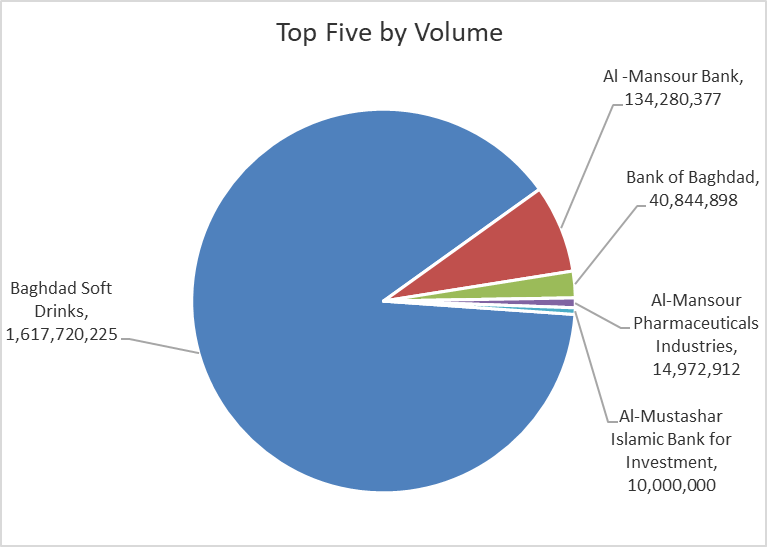 Top Five by Volume
Al -Mansour Bank,
134,280,377
Bank of Baghdad,
40,844,898
Al-Mansour
Pharmaceuticals
Industries,
14,972,912
Al-Mustashar
Islamic Bank for
Investment,
10,000,000
Baghdad Soft
Drinks,
1,617,720,225